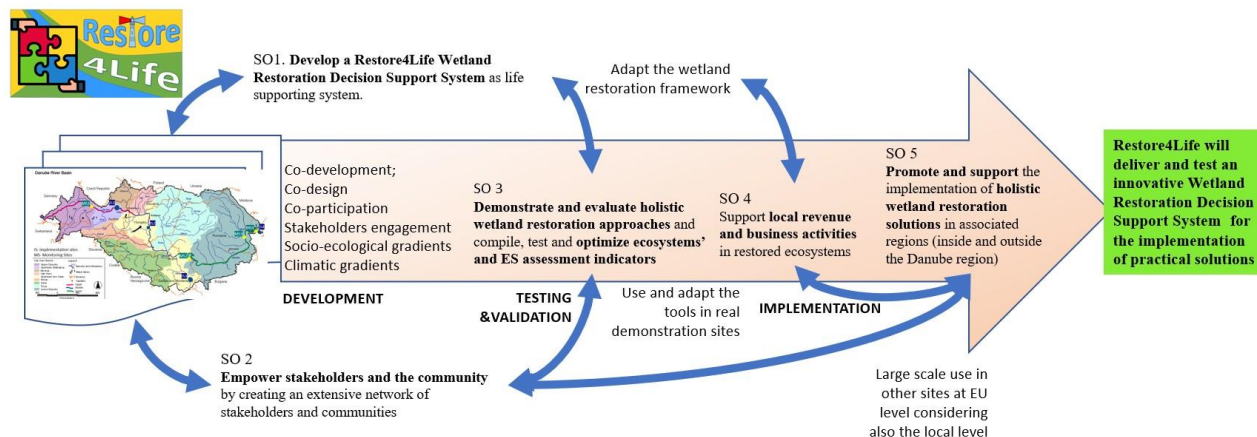 Restore
4Life
SO1. Develop a Restore4Life Wetland
Restoration Decision Support System as life
supporting system.
Adapt the wetland
restoration framework
Danube River Basin
Co-development;
Co-design
Co-participation
Stakeholders engagement
Socio-ecological gradients
Climatic gradients
DEVELOPMENT
SO 3
Demonstrate and evaluate holistic
wetland restoration approaches and
compile, test and optimize ecosystems’
and ES assessment indicators
TESTING
&VALIDATION
Use and adapt the
tools in real
demonstration sites
SO 4
Support local revenue
and business activities
in restored ecosystems
IMPLEMENTATION
SO 5
Promote and support the
implementation of holistic
wetland restoration
solutions in associated
regions (inside and outside
the Danube region)
Restore4Life will
deliver and test an
innovative Wetland
Restoration Decision
Support System for
the implementation
of practical solutions
SO 2
Empower stakeholders and the community
by creating an extensive network of
stakeholders and communities
Large scale use in
other sites at EU
level considering
also the local level